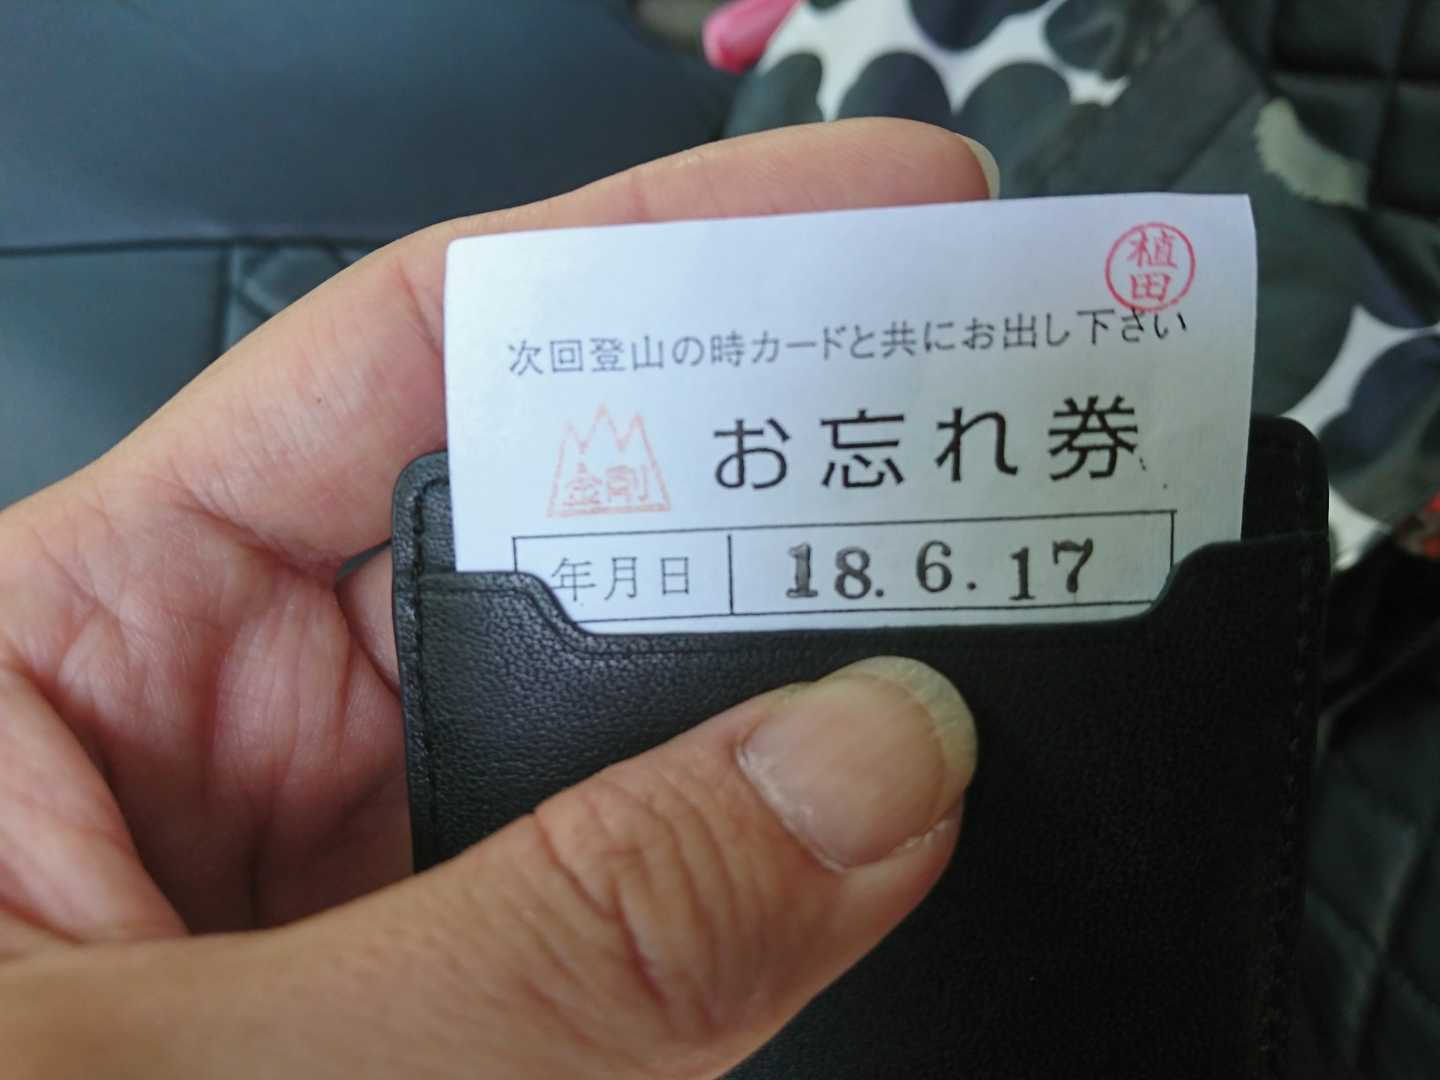 植田
次回登山の時カードと共にお出し下さい
お忘れ券
金剛
年月日 18.6.17